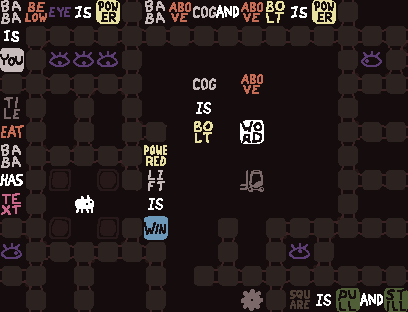 BABA BELOW EYE IS POWER BABA ABOVE COG AND ABOVE BOLT IS POWER
IS
YOU
COG ABOVE
TILE IS
EAT BOLT WORD
BABA POWERED
HAS LIFT
TEXT IS
WIN
SQUARE IS PULL AND STILL